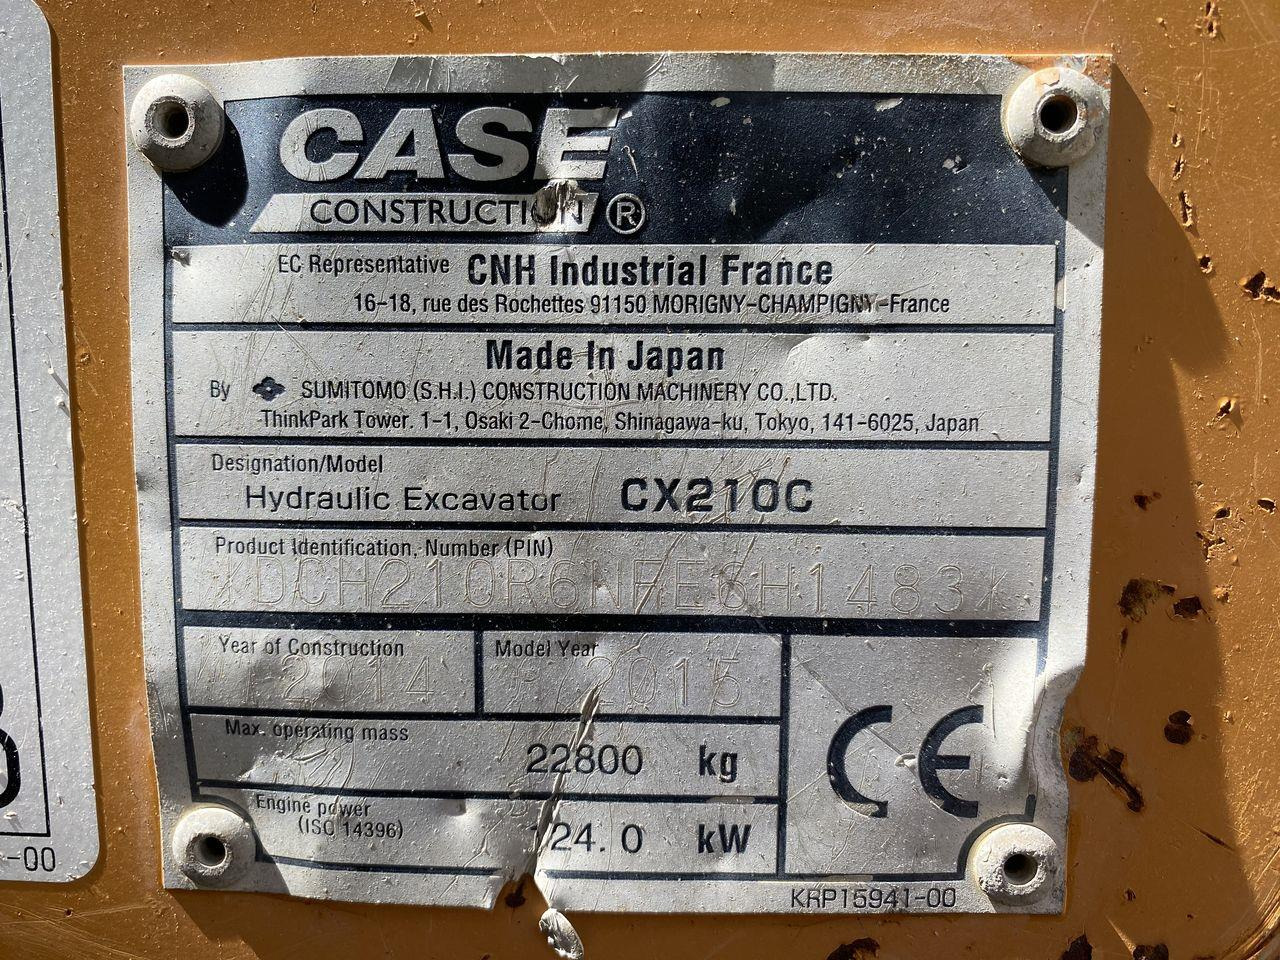 CASE
CONSTRUCTION ®
EC Representative CNH Industrial France
16-18, rue des Rochettes 91150 MORIGNY-CHAMPIGNY-France
Made In Japan
By SUMITOMO (S.H.I.) CONSTRUCTION MACHINERY CO.,LTD.
ThinkPark Tower. 1-1, Osaki 2-Chome, Shinagawa-ku, Tokyo, 141-6025, Japan
Designation/Model
Hydraulic Excavator CX210C
Product Identification, Number (PIN)
Year of Construction Model Year
2014 2015
Max. operating mass
22800 kg
Engine power
(ISO 14396)
124.0 kW
CE
KRP15941-00
-00